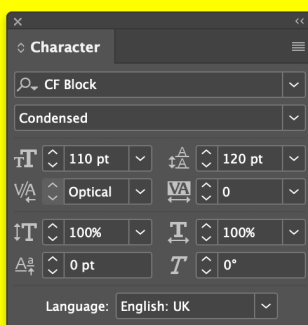 Character
CF Block
Condensed
110 pt 120 pt
Optical 0
100% 100%
0 pt 0°
Language: English: UK